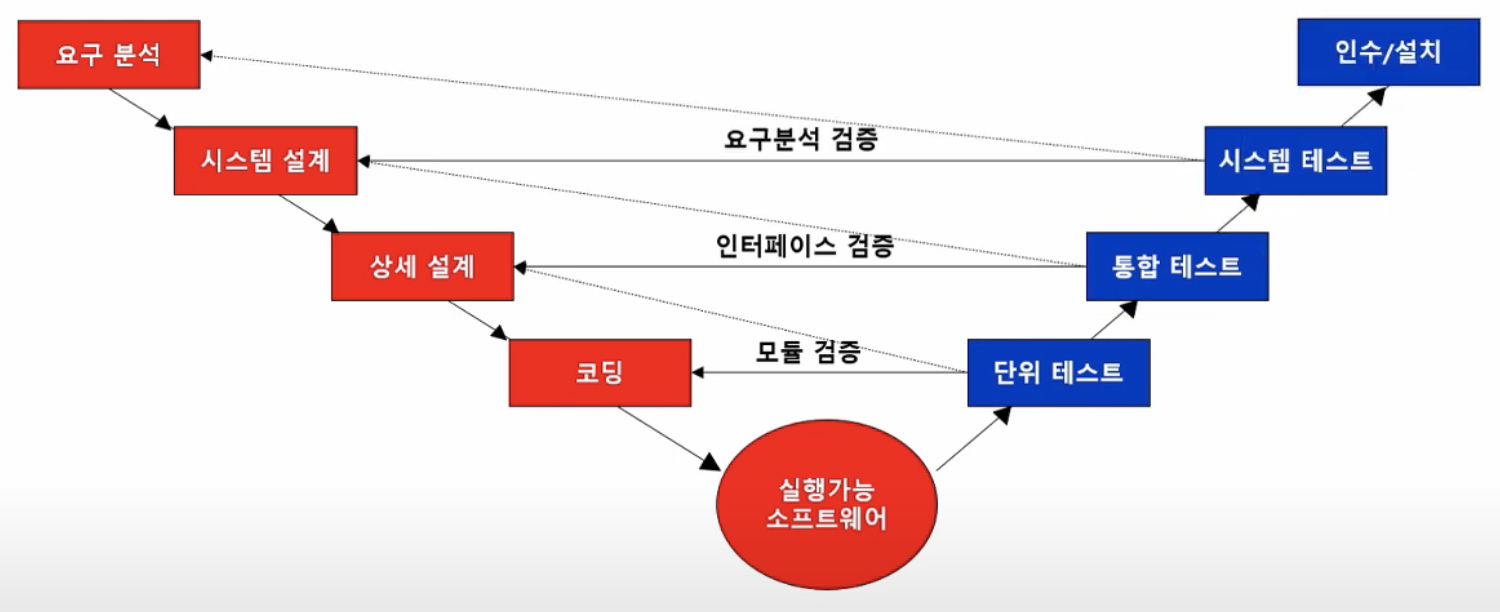 요구 분석
인수/설치
요구분석 검증
시스템 설계
시스템 테스트
인터페이스 검증
상세 설계
통합 테스트
모듈 검증
코딩
단위 테스트
실행가능
소프트웨어